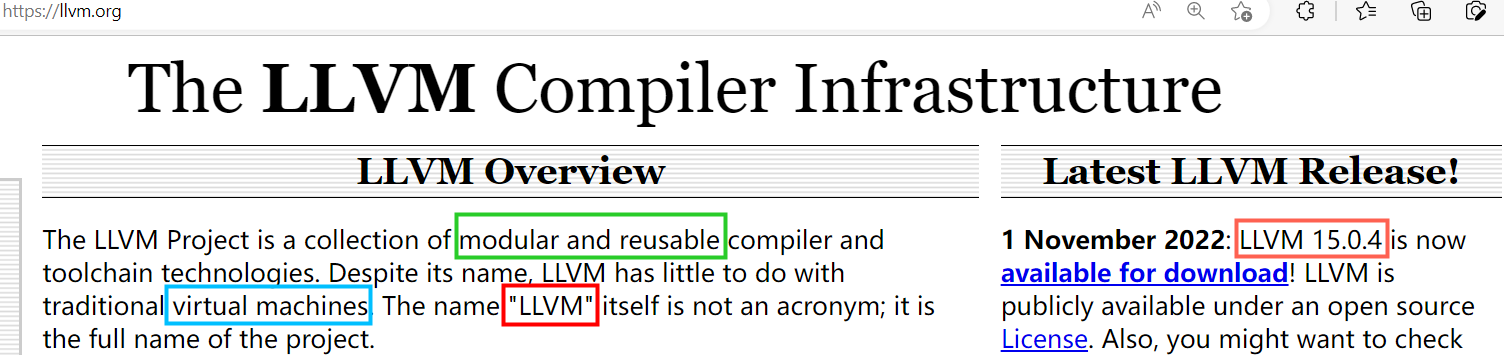 https://llvm.org
The LLVM Compiler Infrastructure
LLVM Overview
The LLVM Project is a collection of modular and reusable compiler and
toolchain technologies. Despite its name, LLVM has little to do with
traditional virtual machines. The name "LLVM" itself is not an acronym; it is
the full name of the project.
Latest LLVM Release!
1 November 2022: LLVM 15.0.4 is now
available for download! LLVM is
publicly available under an open source
License. Also, you might want to check